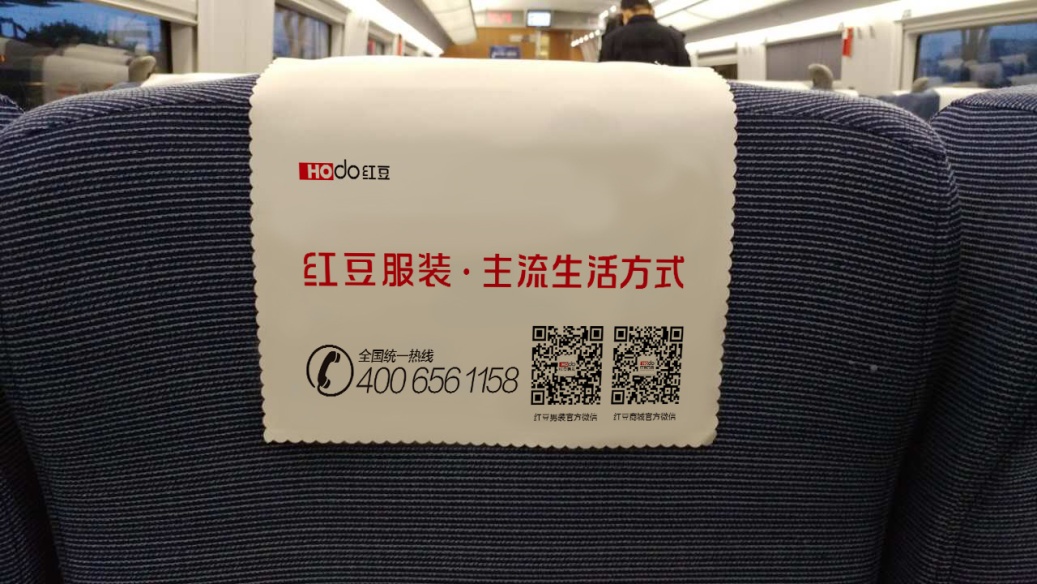 HOdo红豆
红豆服装·主流生活方式
全国统一热线
400 656 1158
红豆男装官方微信 红豆商城官方微信